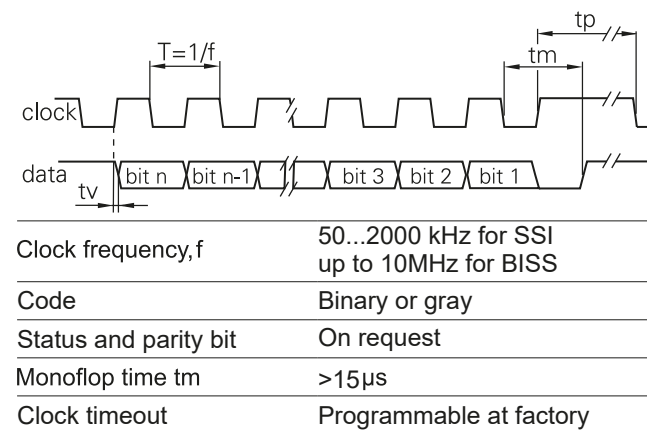 tp
T=1/f
tm
clock
data
bit n
bit n-1
bit 3
bit 2
bit 1
tv
Clock frequency,f
50...2000 kHz for SSI
up to 10MHz for BISS
Code
Binary or gray
Status and parity bit
On request
Monoflop time tm
>15µs
Clock timeout
Programmable at factory